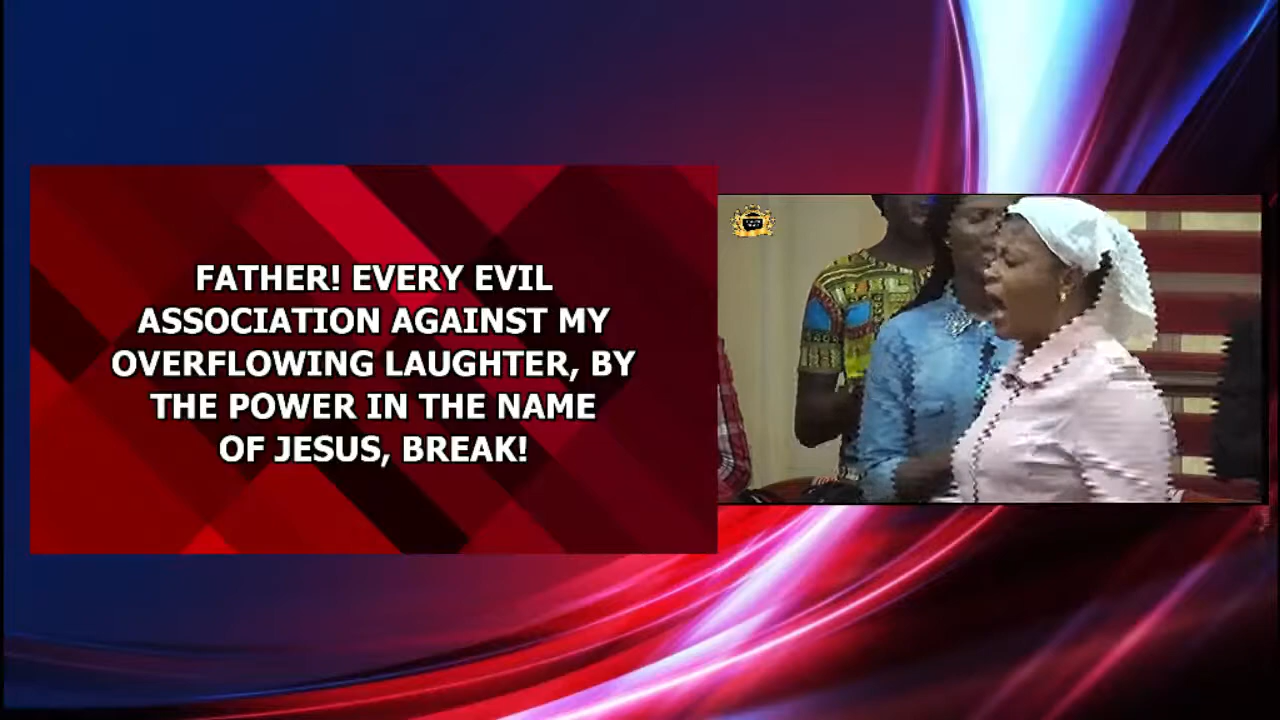 FATHER! EVERY EVIL
ASSOCIATION AGAINST MY
OVERFLOWING LAUGHTER, BY
THE POWER IN THE NAME
OF JESUS, BREAK!